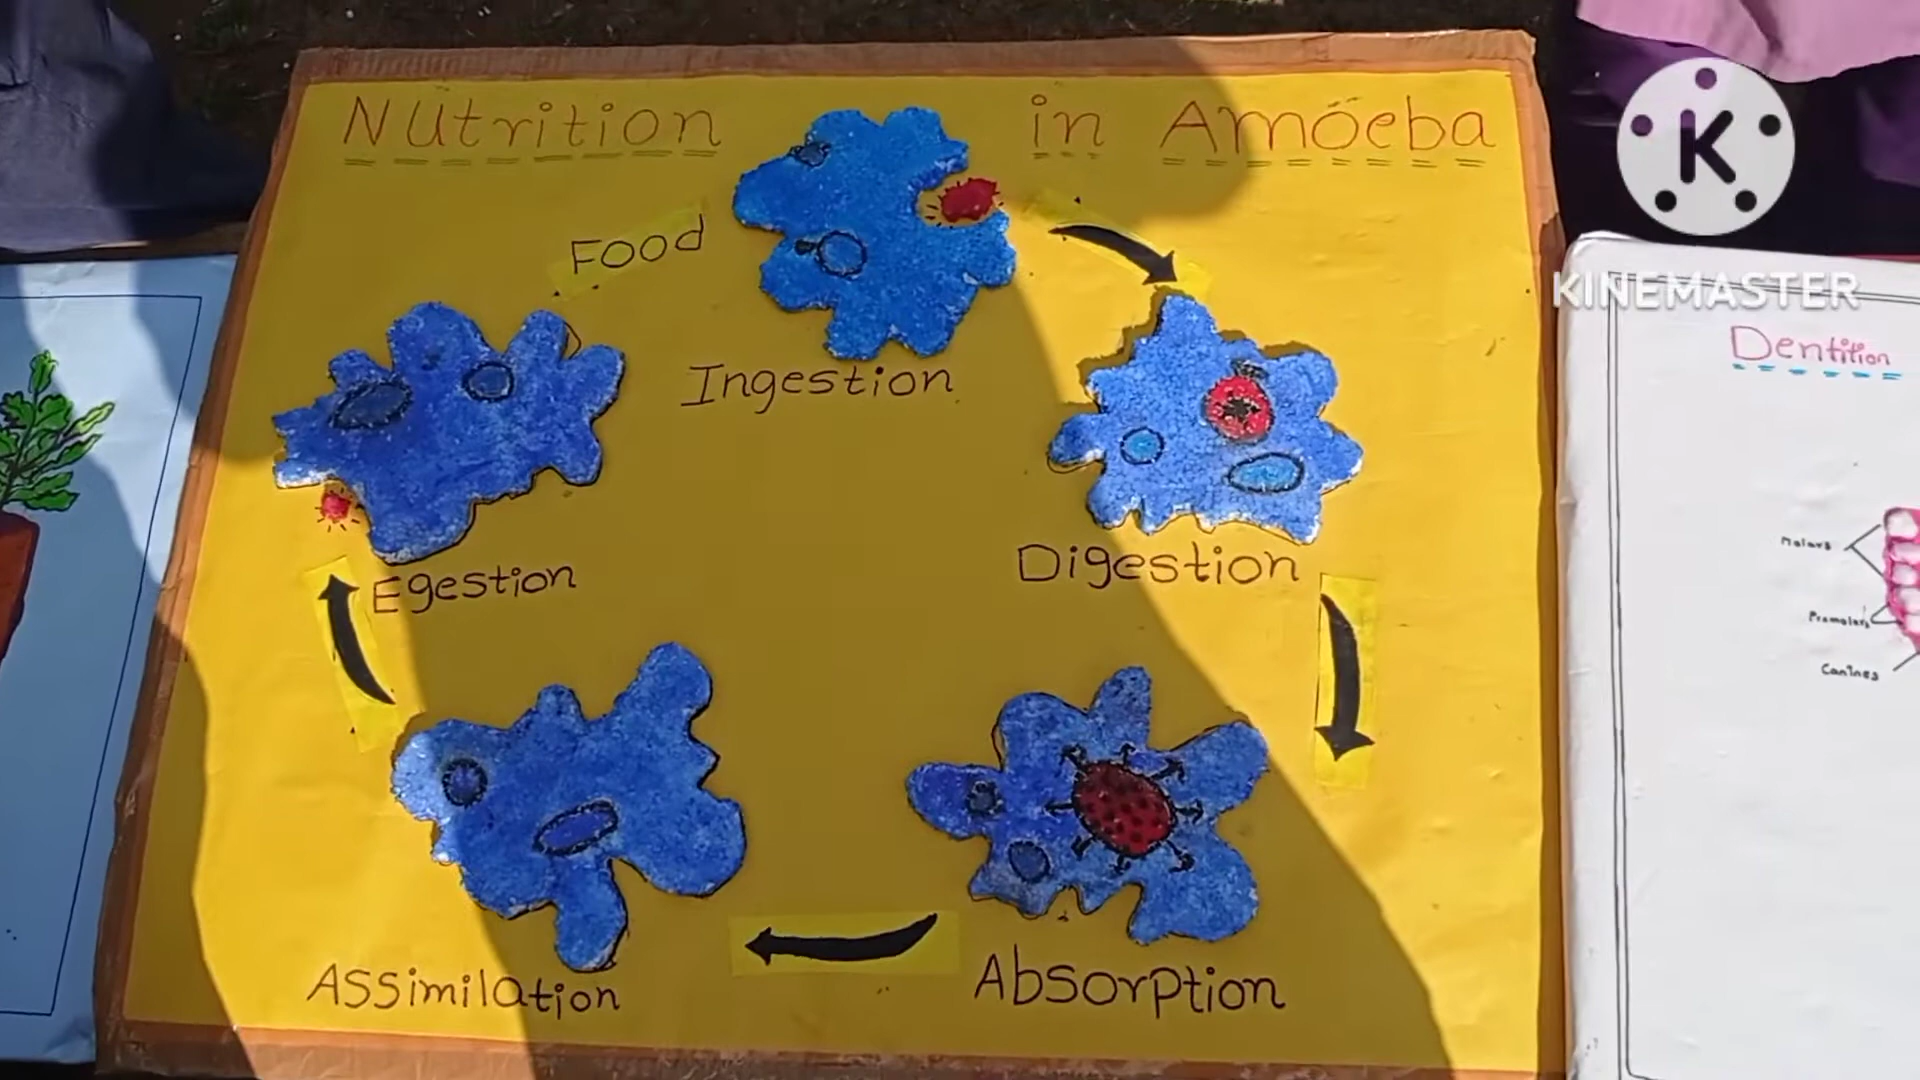 Nutrition in Amoeba
Food
Ingestion
Digestion
Egestion
Assimilation
Absorption
K
KINEMASTER
Dentition
Molars
Premolars
Canines